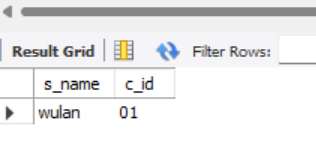 Result Grid Filter Rows:
s_name c_id
wulan 01